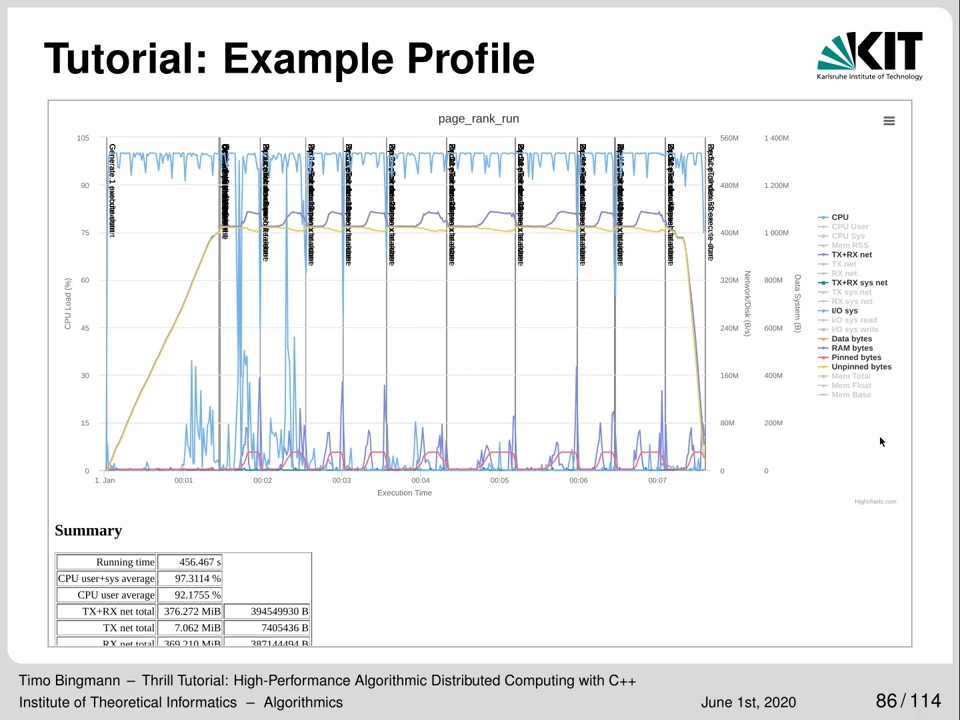 Tutorial: Example Profile
KIT
Karlsruhe Institute of Technology
page_rank_run
105
90
75
60
45
30
15
0
CPU Load (%)
560M
480M
400M
320M
240M
160M
80M
0
Network/Disk (B/s)
1 400M
1 200M
1 000M
800M
600M
400M
200M
0
Data System (B)
1. Jan
00:01
00:02
00:03
00:04
00:05
00:06
00:07
Execution Time
CPU
CPU User
CPU Sys
Mem RSS
TX+RX net
TX net
RX net
TX+RX sys net
TX sys net
RX sys net
I/O sys
I/O sys read
I/O sys write
Data bytes
RAM bytes
Pinned bytes
Unpinned bytes
Mem Total
Mem Float
Mem Base
Highcharts.com
Summary
Running time 456.467 s
CPU user+sys average 97.3114 %
CPU user average 92.1755 %
TX+RX net total 376.272 MiB 394549930 B
TX net total 7.062 MiB 7405436 B
RX net total 369.210 MiB 387144494 B
Timo Bingmann – Thrill Tutorial: High-Performance Algorithmic Distributed Computing with C++
Institute of Theoretical Informatics – Algorithmics
June 1st, 2020
86 / 114